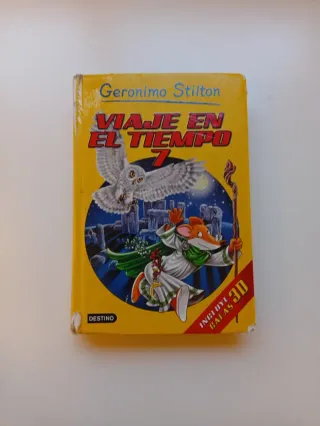 Geronimo Stilton
VIAJE EN
EL TIEMPO
7
INCLUYE
GAFAS 3D
DESTINO